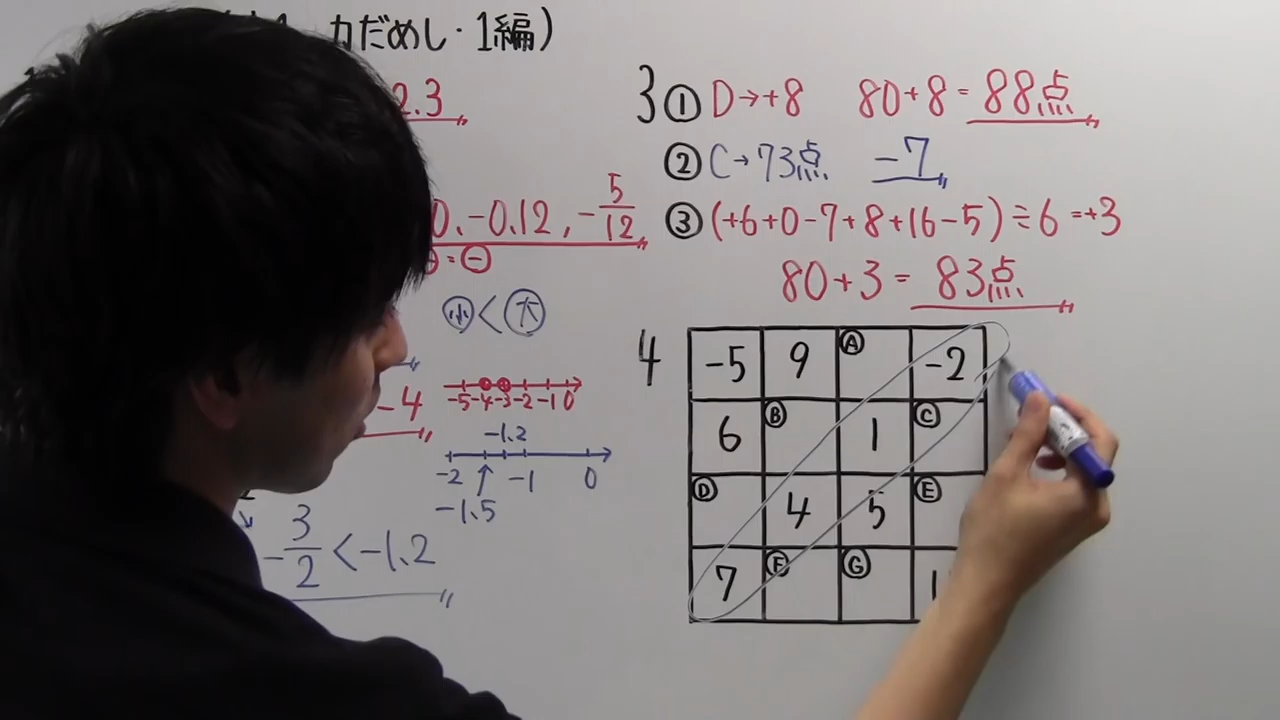 力だめし・1編)
2.3
0, -0.12, -5/12
= ⊖
小 < 大
-4
-5 -4 -3 -2 -1 0
-1.2
-2 -1 0
-1.5
-3/2 < -1.2
3 ① D→+8 80+8= 88点
② C→73点 -7
③ (+6+0-7+8+16-5)÷6=+3
80+3= 83点
4
-5 9 Ⓐ -2
6 Ⓑ 1 Ⓒ
Ⓓ 4 5 Ⓔ
7 Ⓕ Ⓖ